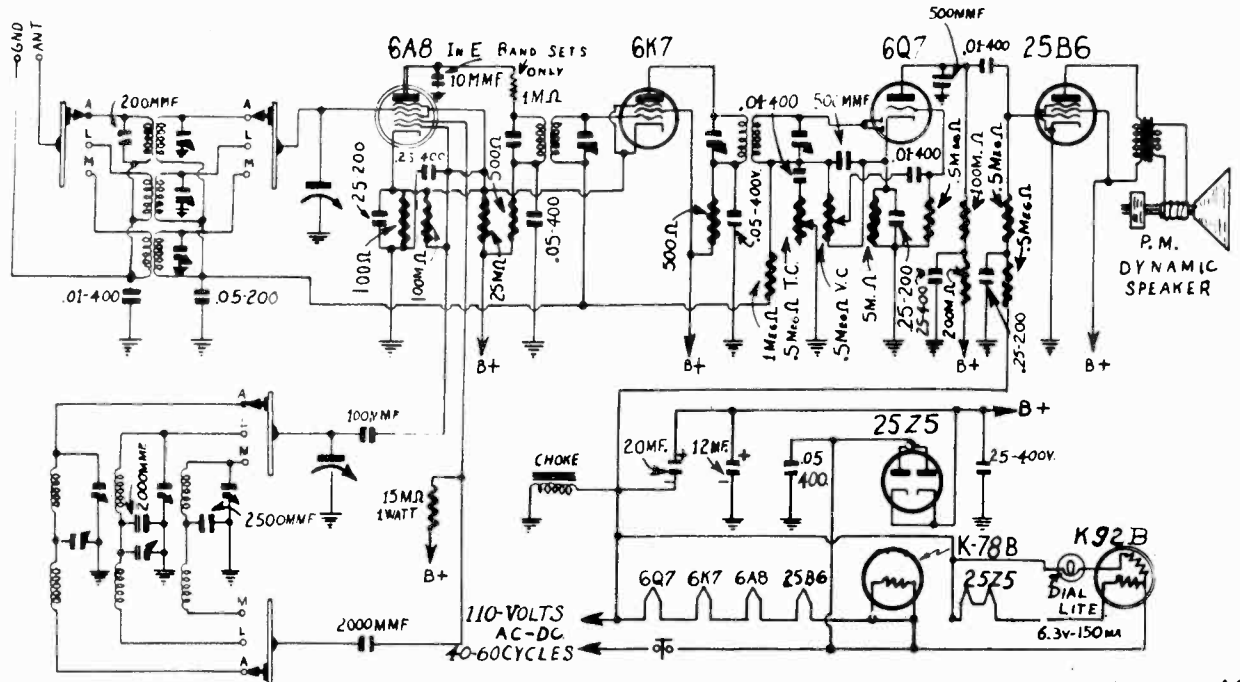 GND
ANT
6A8
IN E BAND SETS
ONLY
10MMF
1MΩ
6K7
6Q7
500MMF
.01-400
25B6
A
L
M
200MMF
A
L
M
.01-400
.05-200
.25-200
100Ω
.25-400
100MΩ
25MΩ
500Ω
.05-400
B+
500Ω
.05-400V.
B+
.01-400
500MMF
1MEGΩ
.5MEGΩ T.C.
.5MEGΩ V.C.
5M.Ω
.01-400
.25-200
.5MEGΩ
25-400
100M.Ω
200MΩ
B+
.5MEGΩ
.5MEGΩ
.25-200
B+
P.M.
DYNAMIC
SPEAKER
A
L
M
2000MMF
2500MMF
M
L
A
100MMF
15MΩ
1 WATT
B+
2000MMF
CHOKE
20MF.
+
-
12MF.
+
-
.05
400.
25Z5
B+
.25-400V.
K-78B
K92B
6Q7
6K7
6A8
25B6
25Z5
DIAL
LITE
6.3V-150MA
110-VOLTS
AC-DC.
40-60CYCLES